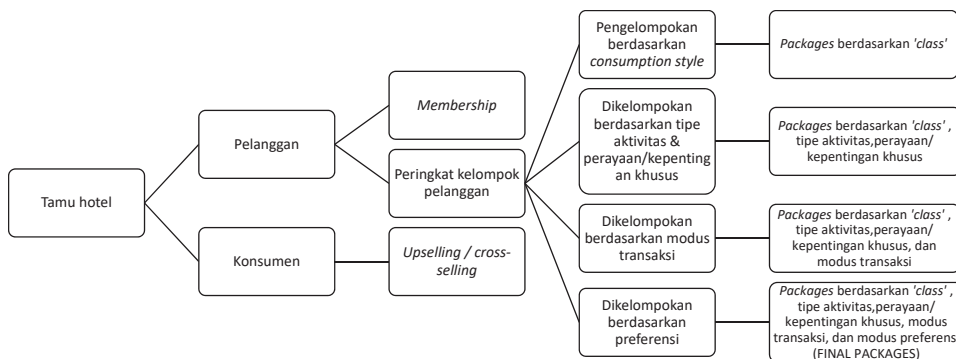 Tamu hotel
Pelanggan
Konsumen
Membership
Peringkat kelompok
pelanggan
Upselling / cross-
selling
Pengelompokan
berdasarkan
consumption style
Dikelompokan
berdasarkan tipe
aktivitas &
perayaan/kepenting
an khusus
Dikelompokan
berdasarkan modus
transaksi
Dikelompokan
berdasarkan
preferensi
Packages berdasarkan 'class'
Packages berdasarkan 'class' ,
tipe aktivitas,perayaan/
kepentingan khusus
Packages berdasarkan 'class' ,
tipe aktivitas,perayaan/
kepentingan khusus, dan
modus transaksi
Packages berdasarkan 'class' ,
tipe aktivitas,perayaan/
kepentingan khusus, modus
transaksi, dan modus preferens
(FINAL PACKAGES)